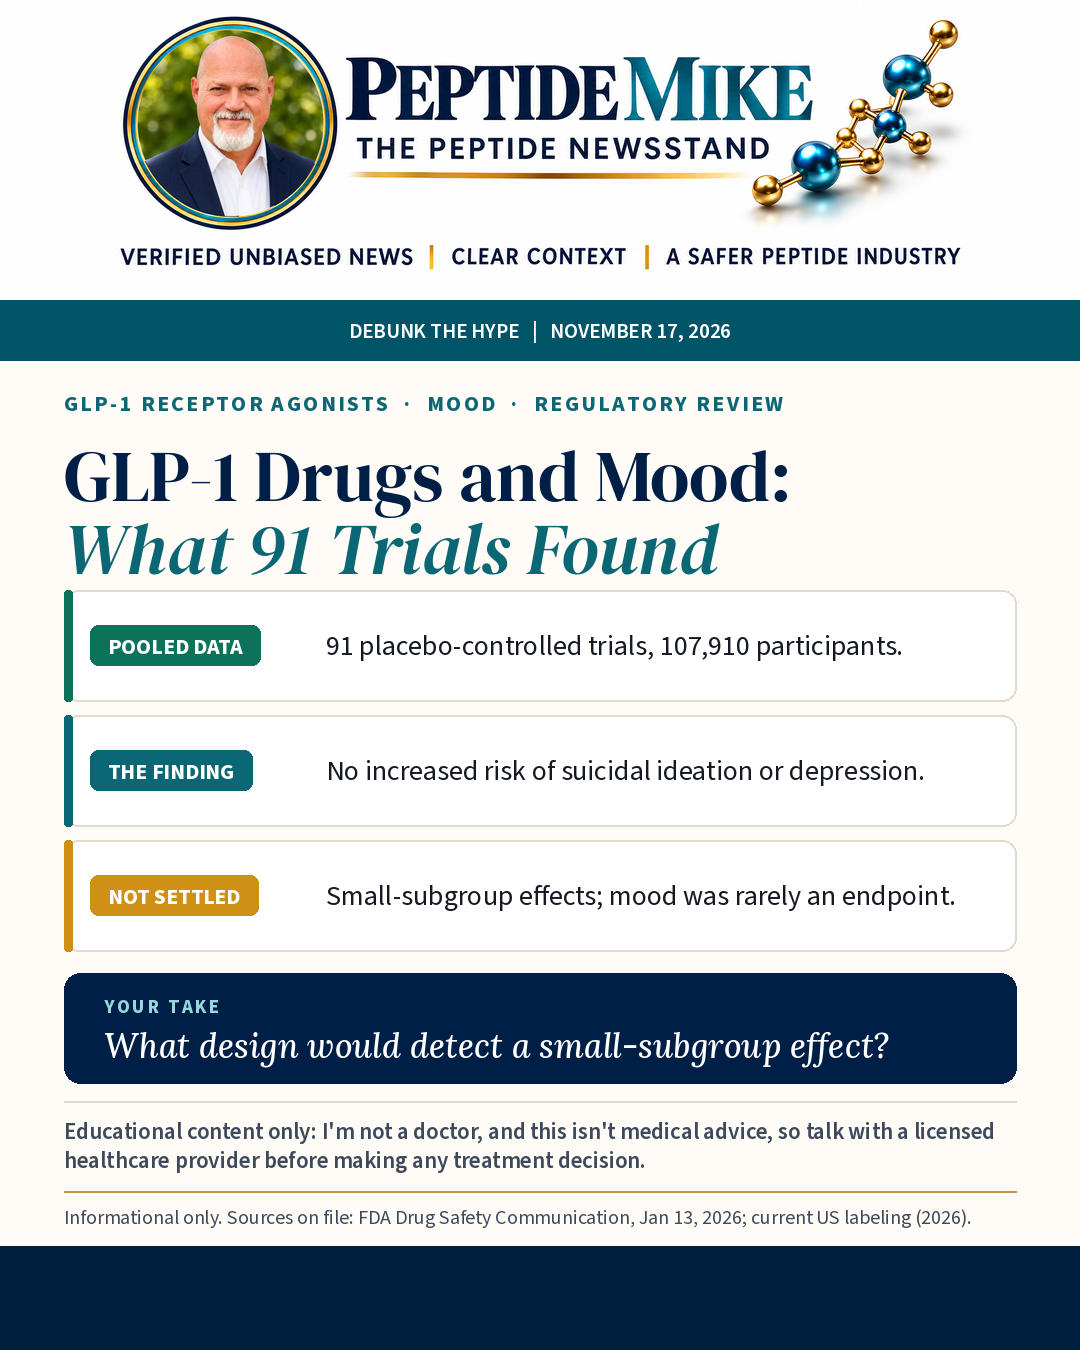 PEPTIDEMIKE
THE PEPTIDE NEWSSTAND
VERIFIED UNBIASED NEWS | CLEAR CONTEXT | A SAFER PEPTIDE INDUSTRY
DEBUNK THE HYPE | NOVEMBER 17, 2026
GLP-1 RECEPTOR AGONISTS · MOOD · REGULATORY REVIEW
GLP-1 Drugs and Mood:
What 91 Trials Found
POOLED DATA 91 placebo-controlled trials, 107,910 participants.
THE FINDING No increased risk of suicidal ideation or depression.
NOT SETTLED Small-subgroup effects; mood was rarely an endpoint.
YOUR TAKE
What design would detect a small-subgroup effect?
Educational content only: I'm not a doctor, and this isn't medical advice, so talk with a licensed
healthcare provider before making any treatment decision.
Informational only. Sources on file: FDA Drug Safety Communication, Jan 13, 2026; current US labeling (2026).